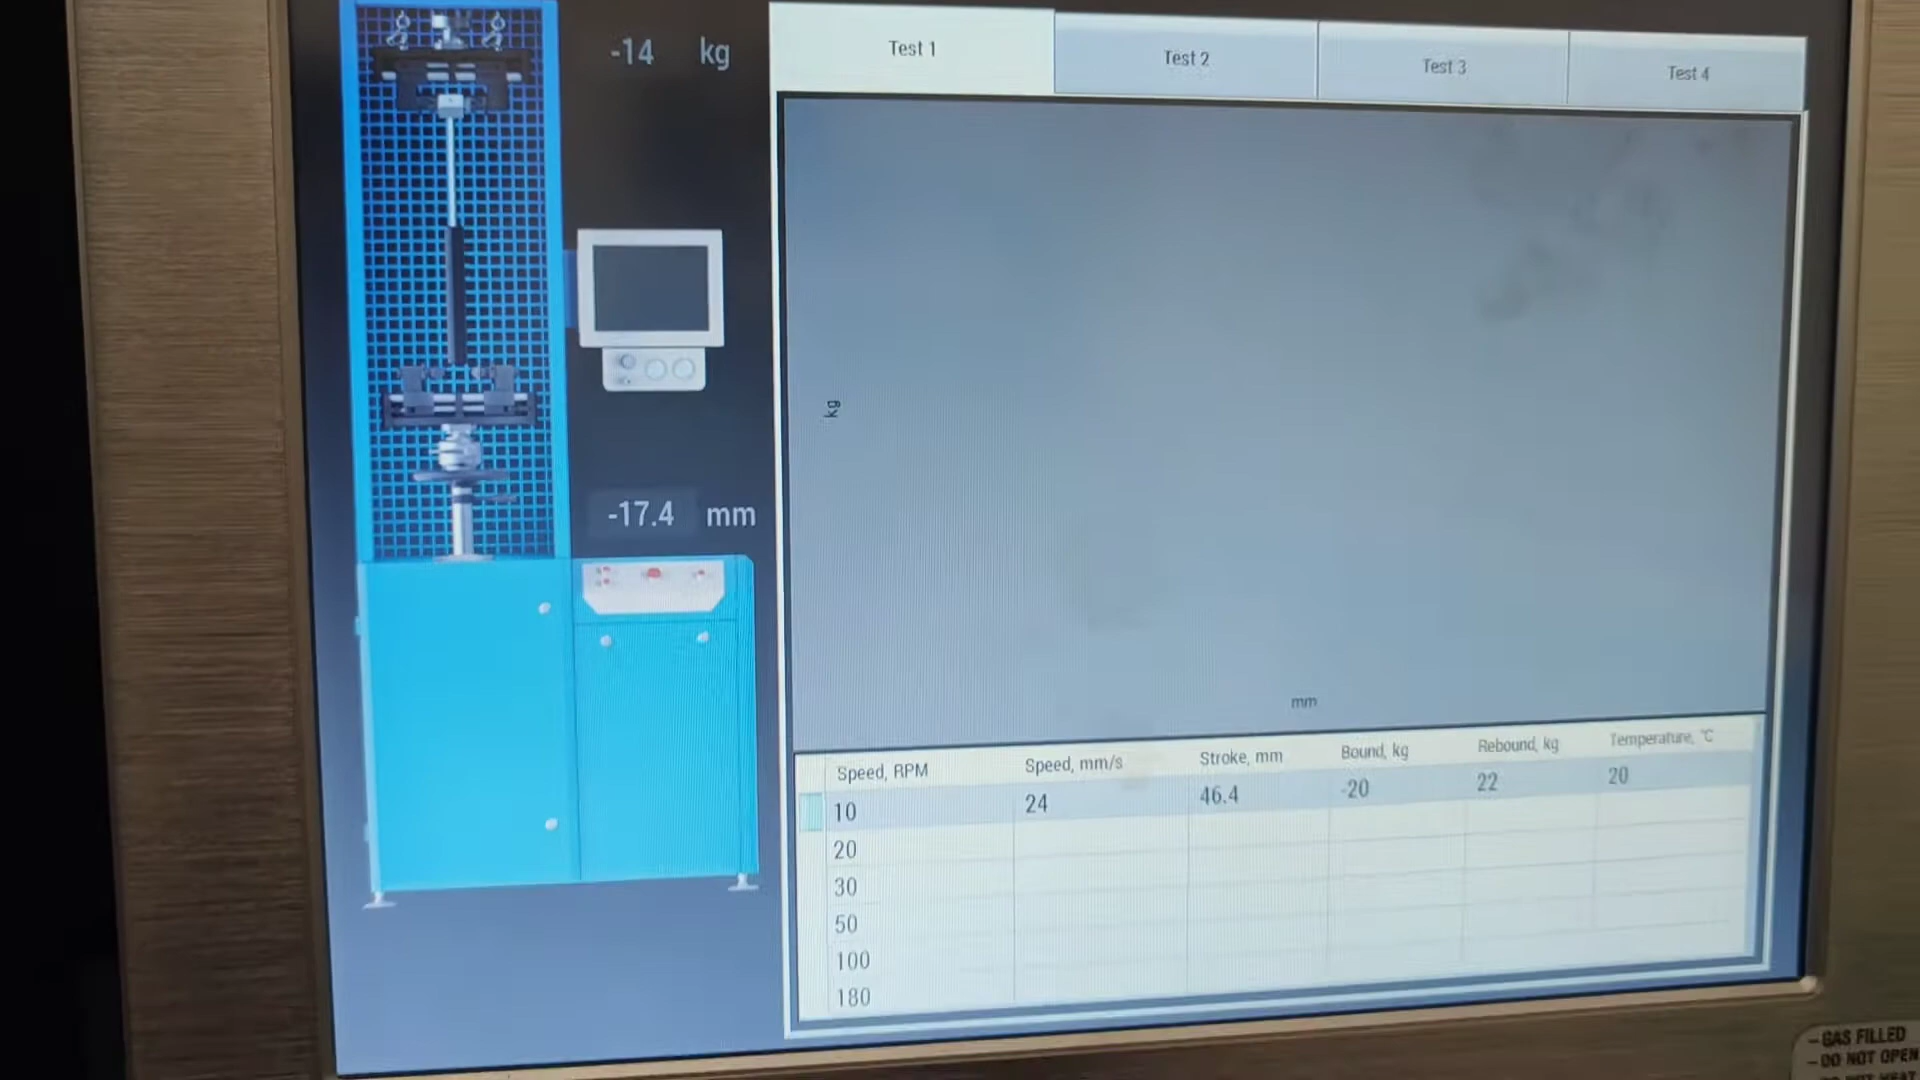 -14 kg
-17.4 mm
Test 1 Test 2 Test 3 Test 4
kg
mm
Speed, RPM Speed, mm/s Stroke, mm Bound, kg Rebound, kg Temperature, °C
10 24 46.4 -20 22 20
20
30
50
100
180
-GAS FILLED
-DO NOT OPEN